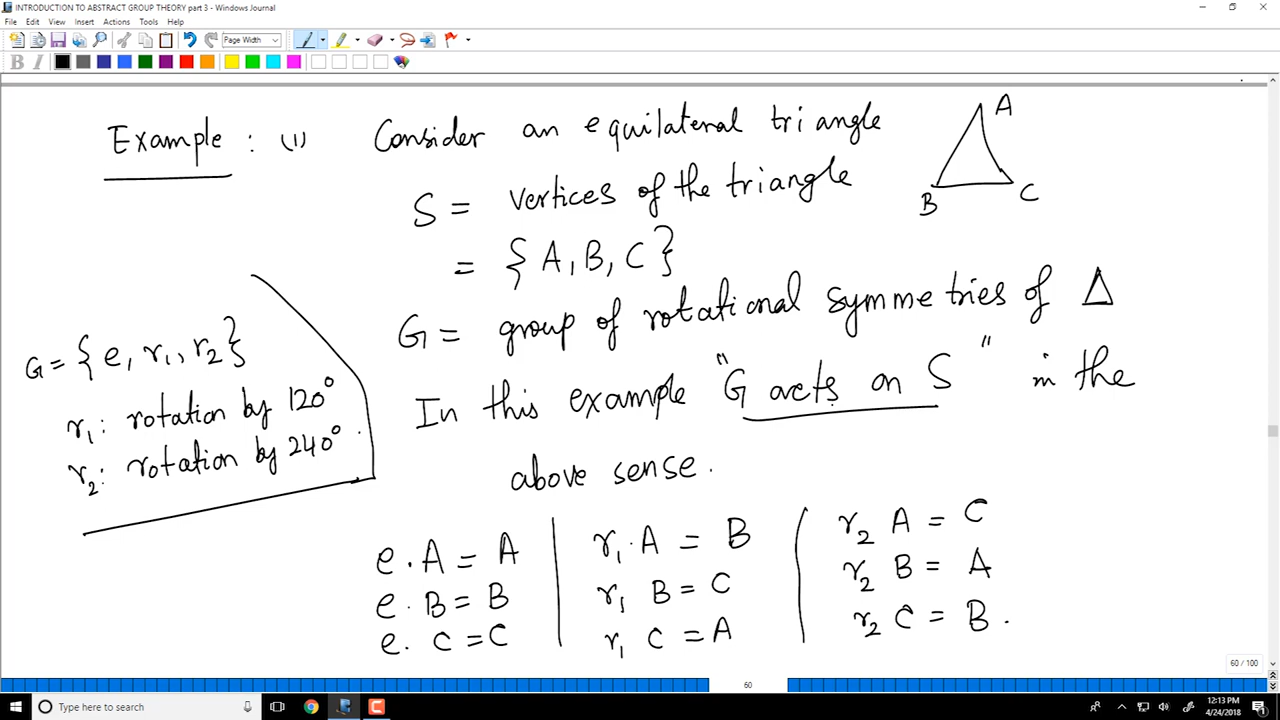 INTRODUCTION TO ABSTRACT GROUP THEORY part 3 - Windows Journal
File Edit View Insert Actions Tools Help
Page Width
B I
Example : (1) Consider an equilateral triangle
A
B C
S = vertices of the triangle
= { A, B, C }
G = group of rotational symmetries of Δ
G = { e, r₁, r₂ }
r₁: rotation by 120°
r₂: rotation by 240°.
In this example "G acts on S" in the
above sense.
e · A = A | r₁ · A = B | r₂ A = C
e · B = B | r₁ B = C | r₂ B = A
e · C = C | r₁ C = A | r₂ C = B .
60 / 100
60
Type here to search
12:13 PM
4/24/2018